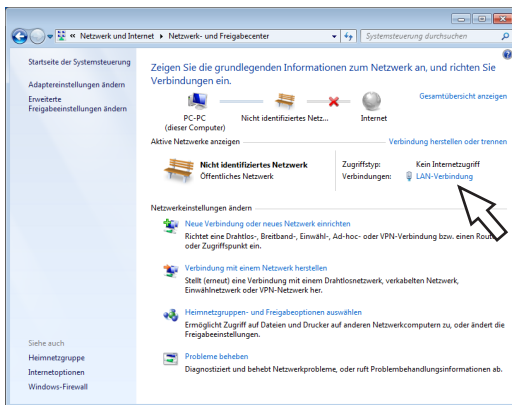 « Netzwerk und Internet ▸ Netzwerk- und Freigabecenter
Systemsteuerung durchsuchen
Startseite der Systemsteuerung
Adaptereinstellungen ändern
Erweiterte
Freigabeeinstellungen ändern
Zeigen Sie die grundlegenden Informationen zum Netzwerk an, und richten Sie
Verbindungen ein.
Gesamtübersicht anzeigen
PC-PC
(dieser Computer)
Nicht identifiziertes Netz...
Internet
Aktive Netzwerke anzeigen
Verbindung herstellen oder trennen
Nicht identifiziertes Netzwerk
Öffentliches Netzwerk
Zugriffstyp: Kein Internetzugriff
Verbindungen: LAN-Verbindung
Netzwerkeinstellungen ändern
Neue Verbindung oder neues Netzwerk einrichten
Richtet eine Drahtlos-, Breitband-, Einwähl-, Ad-hoc- oder VPN-Verbindung bzw. einen Route
oder Zugriffspunkt ein.
Verbindung mit einem Netzwerk herstellen
Stellt (erneut) eine Verbindung mit einem Drahtlosnetzwerk, verkabelten Netzwerk,
Einwählnetzwerk oder VPN-Netzwerk her.
Heimnetzgruppen- und Freigabeoptionen auswählen
Ermöglicht Zugriff auf Dateien und Drucker auf anderen Netzwerkcomputern zu, oder ändert die
Freigabeeinstellungen.
Probleme beheben
Diagnostiziert und behebt Netzwerkprobleme, oder ruft Problembehandlungsinformationen ab.
Siehe auch
Heimnetzgruppe
Internetoptionen
Windows-Firewall